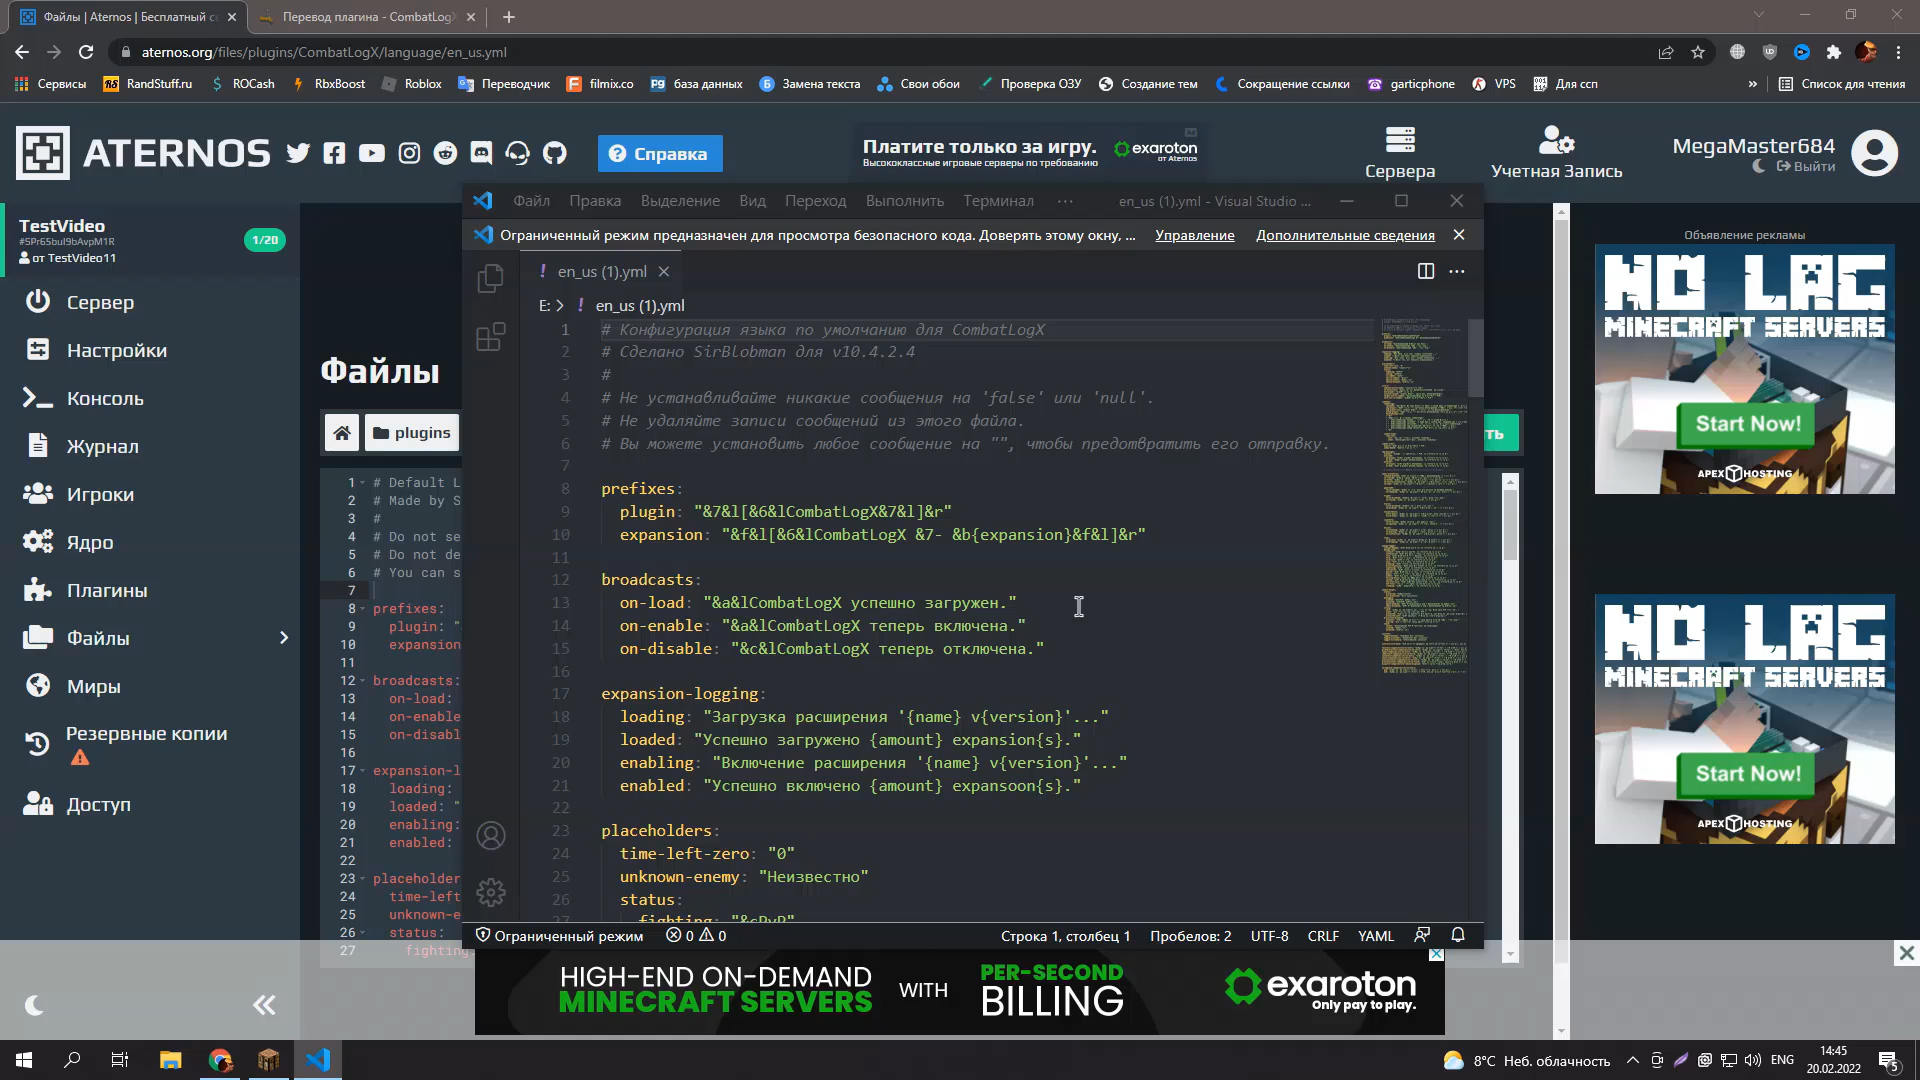 Файлы | Aternos | Бесплатный се
Перевод плагина - CombatLogX
aternos.org/files/plugins/CombatLogX/language/en_us.yml
Сервисы
RandStuff.ru
ROCash
RbxBoost
Roblox
Переводчик
filmix.co
база данных
Замена текста
Свои обои
Проверка ОЗУ
Создание тем
Сокращение ссылки
garticphone
VPS
Для ссп
Список для чтения
ATERNOS
Справка
Платите только за игру.
Высококлассные игровые серверы по требованию
exaroton
от Aternos
Сервера
Учетная Запись
MegaMaster684
Выйти
TestVideo
#5Pr65buI9bAvpM1R
от TestVideo11
1/20
Сервер
Настройки
Консоль
Журнал
Игроки
Ядро
Плагины
Файлы
Миры
Резервные копии
Доступ
Файлы
plugins
ть
1 # Default L
2 # Made by S
3 #
4 # Do not se
5 # Do not de
6 # You can s
7
8 prefixes:
9 plugin: "
10 expansion
11
12 broadcasts:
13 on-load:
14 on-enable
15 on-disabl
16
17 expansion-l
18 loading:
19 loaded: "
20 enabling:
21 enabled:
22
23 placeholder
24 time-left
25 unknown-e
26 status:
27 fighting:
Файл Правка Выделение Вид Переход Выполнить Терминал ··· en_us (1).yml - Visual Studio ...
Ограниченный режим предназначен для просмотра безопасного кода. Доверять этому окну, ... Управление Дополнительные сведения
! en_us (1).yml
E: > ! en_us (1).yml
1 # Конфигурация языка по умолчанию для CombatLogX
2 # Сделано SirBlobman для v10.4.2.4
3 #
4 # Не устанавливайте никакие сообщения на 'false' или 'null'.
5 # Не удаляйте записи сообщений из этого файла.
6 # Вы можете установить любое сообщение на "", чтобы предотвратить его отправку.
7
8 prefixes:
9 plugin: "&7&l[&6&lCombatLogX&7&l]&r"
10 expansion: "&f&l[&6&lCombatLogX &7- &b{expansion}&f&l]&r"
11
12 broadcasts:
13 on-load: "&a&lCombatLogX успешно загружен."
14 on-enable: "&a&lCombatLogX теперь включена."
15 on-disable: "&c&lCombatLogX теперь отключена."
16
17 expansion-logging:
18 loading: "Загрузка расширения '{name} v{version}'..."
19 loaded: "Успешно загружено {amount} expansion{s}."
20 enabling: "Включение расширения '{name} v{version}'..."
21 enabled: "Успешно включено {amount} expansoon{s}."
22
23 placeholders:
24 time-left-zero: "0"
25 unknown-enemy: "Неизвестно"
26 status:
27 fighting: "&cPvP"
Ограниченный режим 0 0 Строка 1, столбец 1 Пробелов: 2 UTF-8 CRLF YAML
Объявление рекламы
NO LAG
MINECRAFT SERVERS
Start Now!
APEX HOSTING
NO LAG
MINECRAFT SERVERS
Start Now!
APEX HOSTING
HIGH-END ON-DEMAND
MINECRAFT SERVERS
WITH
PER-SECOND
BILLING
exaroton
Only pay to play.
8°C Неб. облачность
ENG
14:45
20.02.2022
5